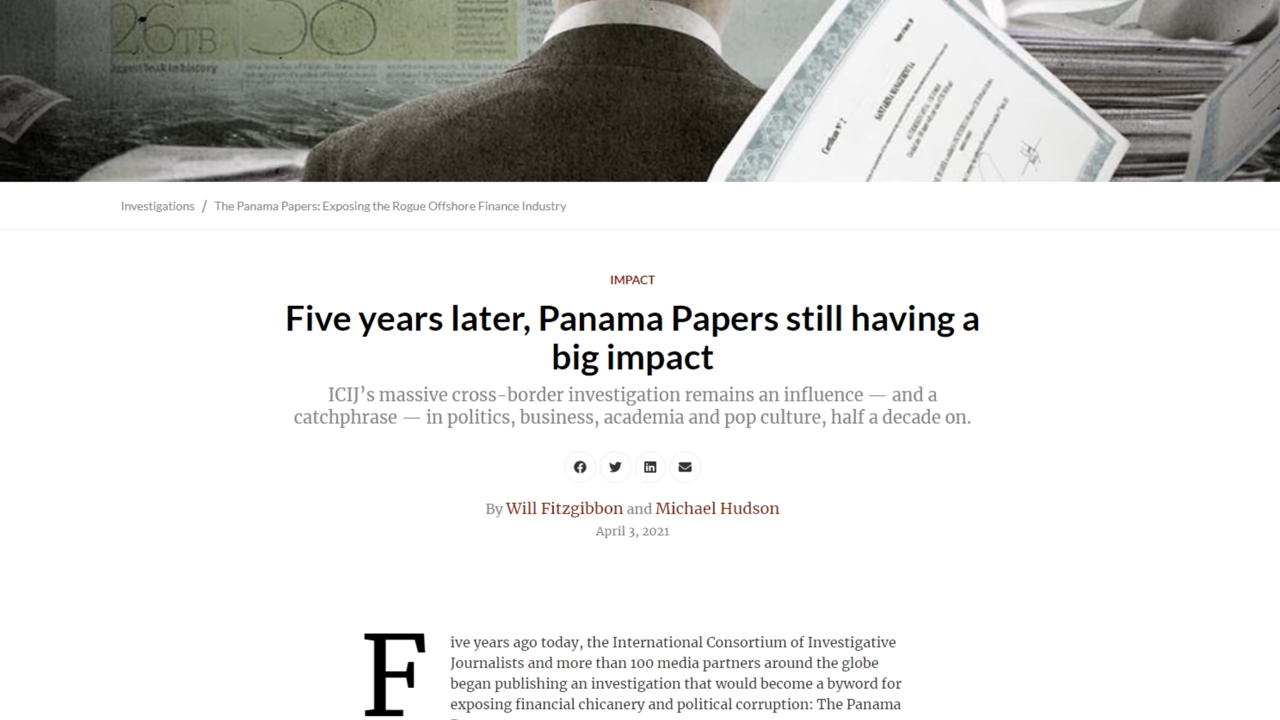 26TB
Certificate N° 2
Investigations / The Panama Papers: Exposing the Rogue Offshore Finance Industry
IMPACT
Five years later, Panama Papers still having a
big impact
ICIJ’s massive cross-border investigation remains an influence — and a
catchphrase — in politics, business, academia and pop culture, half a decade on.
By Will Fitzgibbon and Michael Hudson
April 3, 2021
Five years ago today, the International Consortium of Investigative
Journalists and more than 100 media partners around the globe
began publishing an investigation that would become a byword for
exposing financial chicanery and political corruption: The Panama